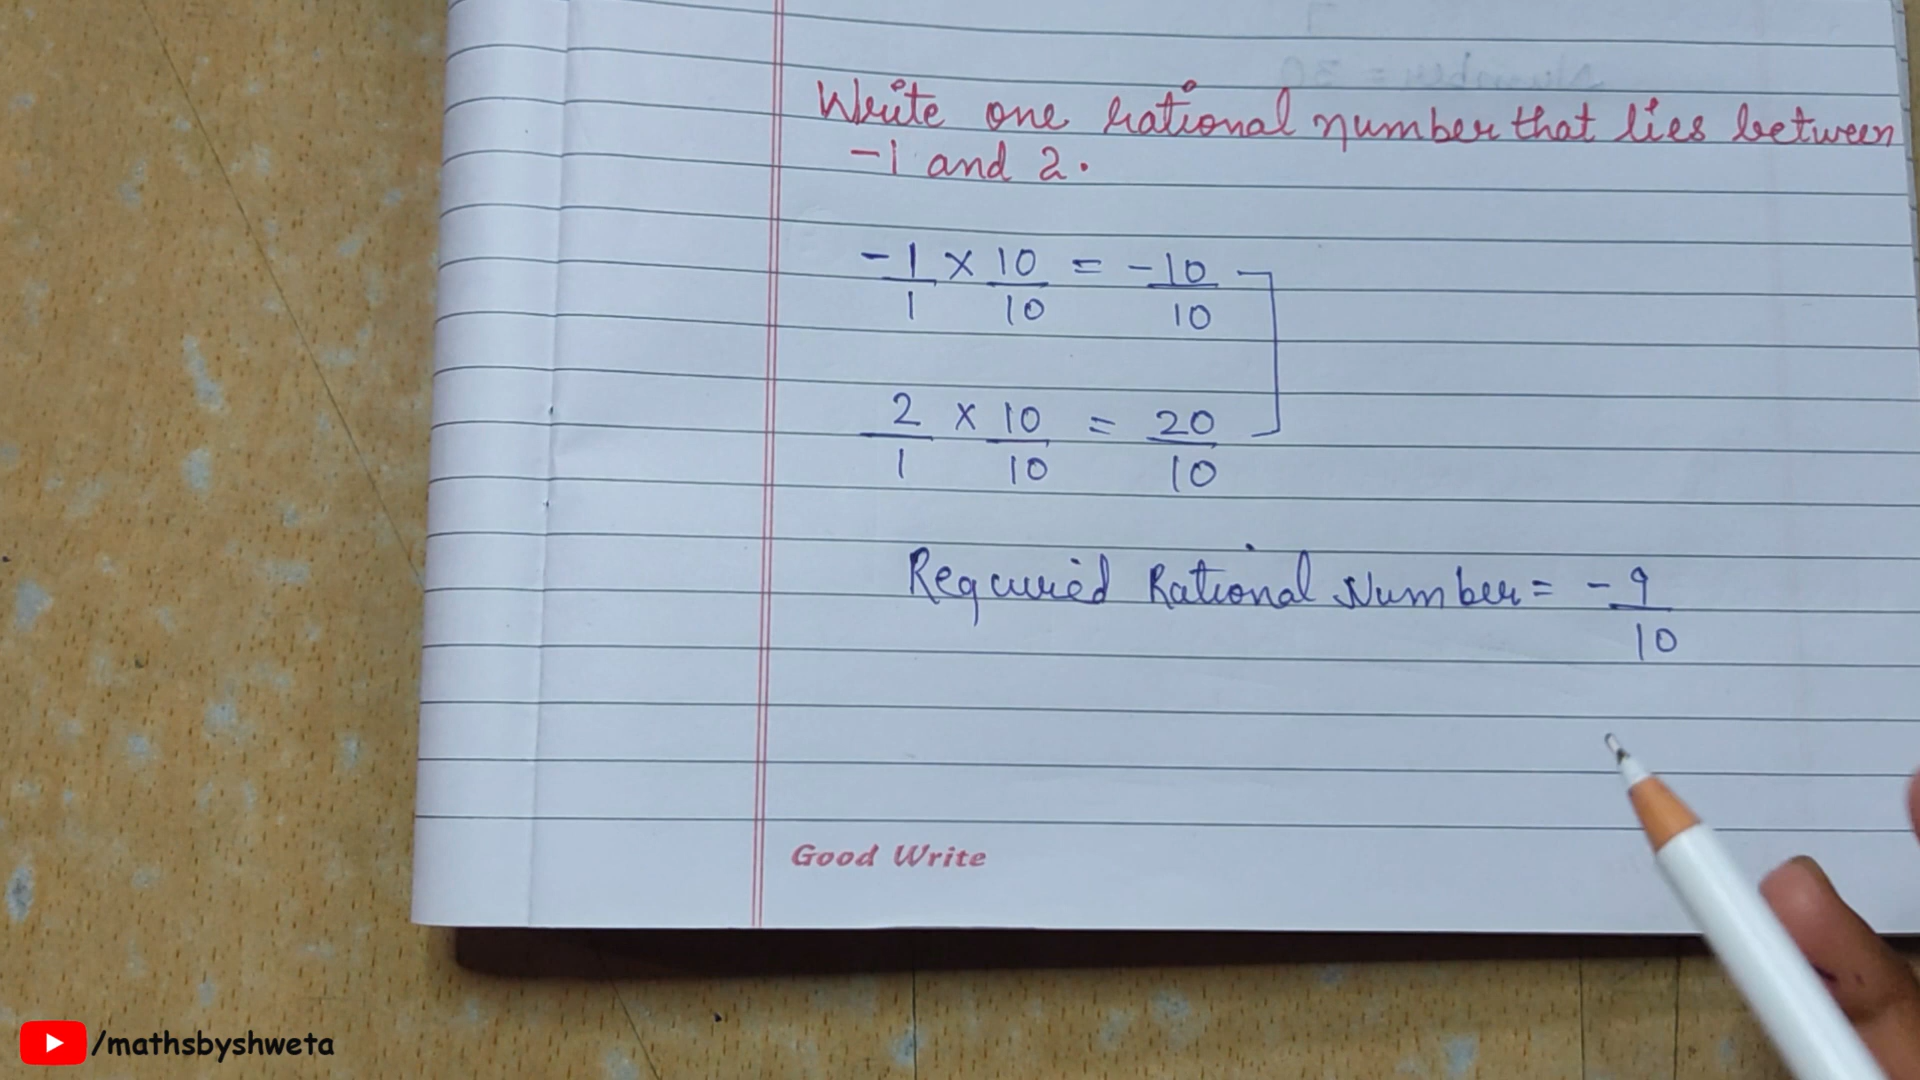 Write one rational number that lies between
-1 and 2.
-1/1 × 10/10 = -10/10
2/1 × 10/10 = 20/10
Required Rational Number = -9/10
Good Write
/mathsbyshweta